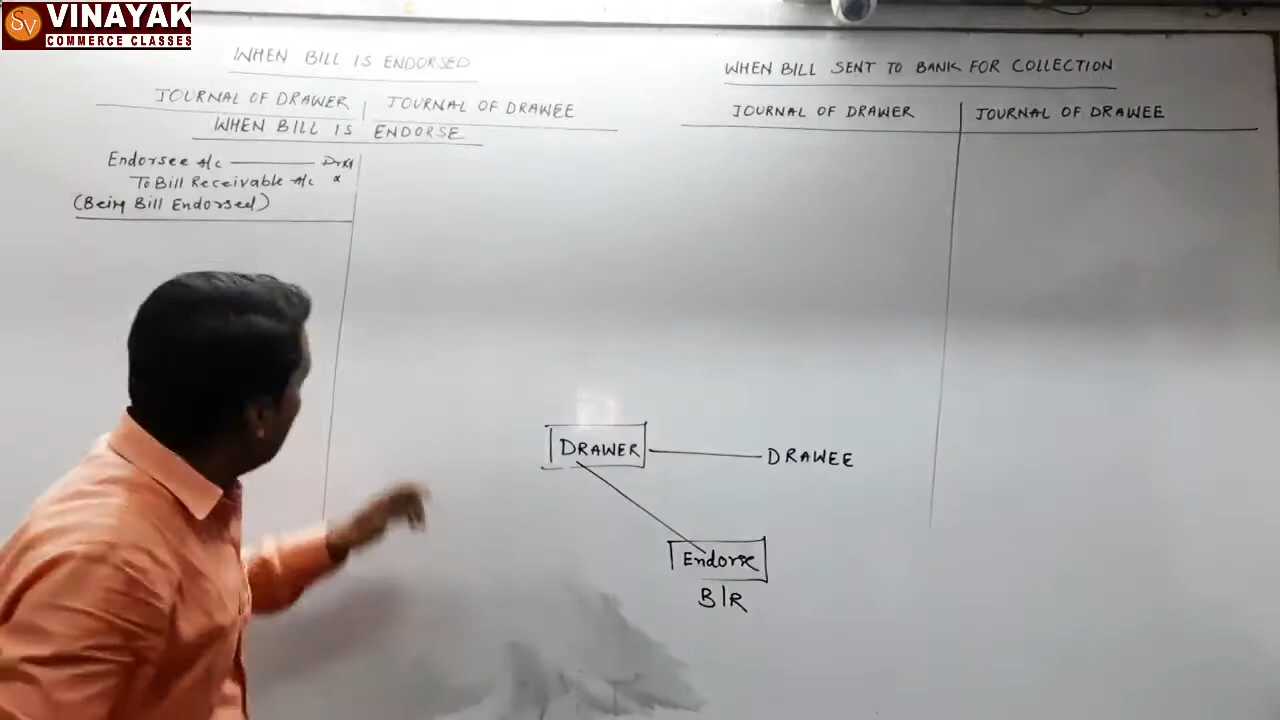 SV VINAYAK
COMMERCE CLASSES
WHEN BILL IS ENDORSED
JOURNAL OF DRAWER JOURNAL OF DRAWEE
WHEN BILL IS ENDORSE
Endorsee A/c Dr
To Bill Receivable A/c x
(Being Bill Endorsed)
WHEN BILL SENT TO BANK FOR COLLECTION
JOURNAL OF DRAWER JOURNAL OF DRAWEE
DRAWER DRAWEE
B/R